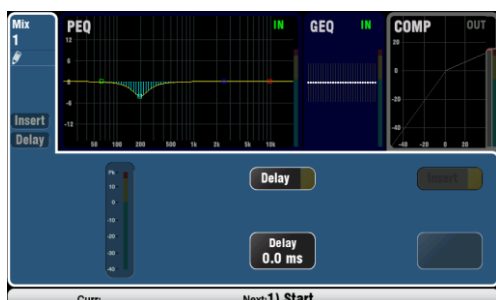 Mix
1
PEQ
IN
GEQ
IN
COMP
OUT
12
6
0
-6
-12
50 100 200 500 1k 2k 5k 10k
20
0
-20
-40
-40 -20 0 20
Insert
Delay
Pk
10
0
-10
-20
-30
-40
Delay
Insert
Delay
0.0 ms
Curr:
Next:1) Start